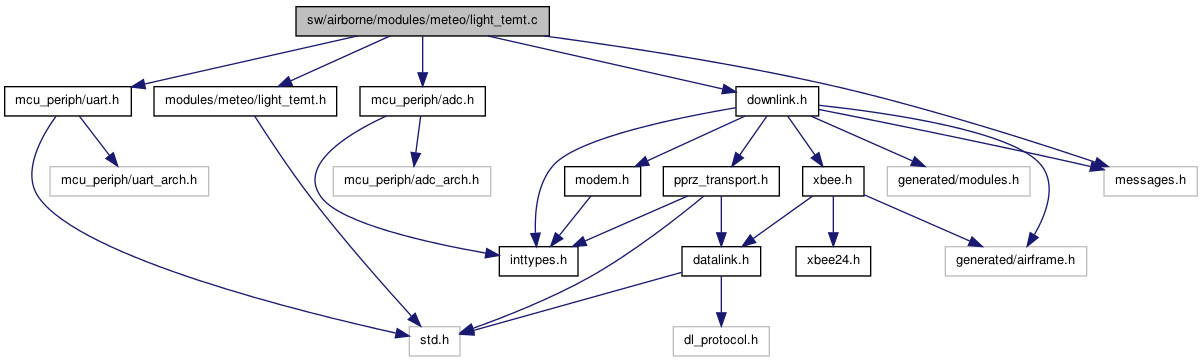 sw/airborne/modules/meteo/light_temt.c
mcu_periph/uart.h
modules/meteo/light_temt.h
mcu_periph/adc.h
downlink.h
mcu_periph/uart_arch.h
mcu_periph/adc_arch.h
modem.h
pprz_transport.h
xbee.h
generated/modules.h
messages.h
inttypes.h
datalink.h
xbee24.h
generated/airframe.h
std.h
dl_protocol.h